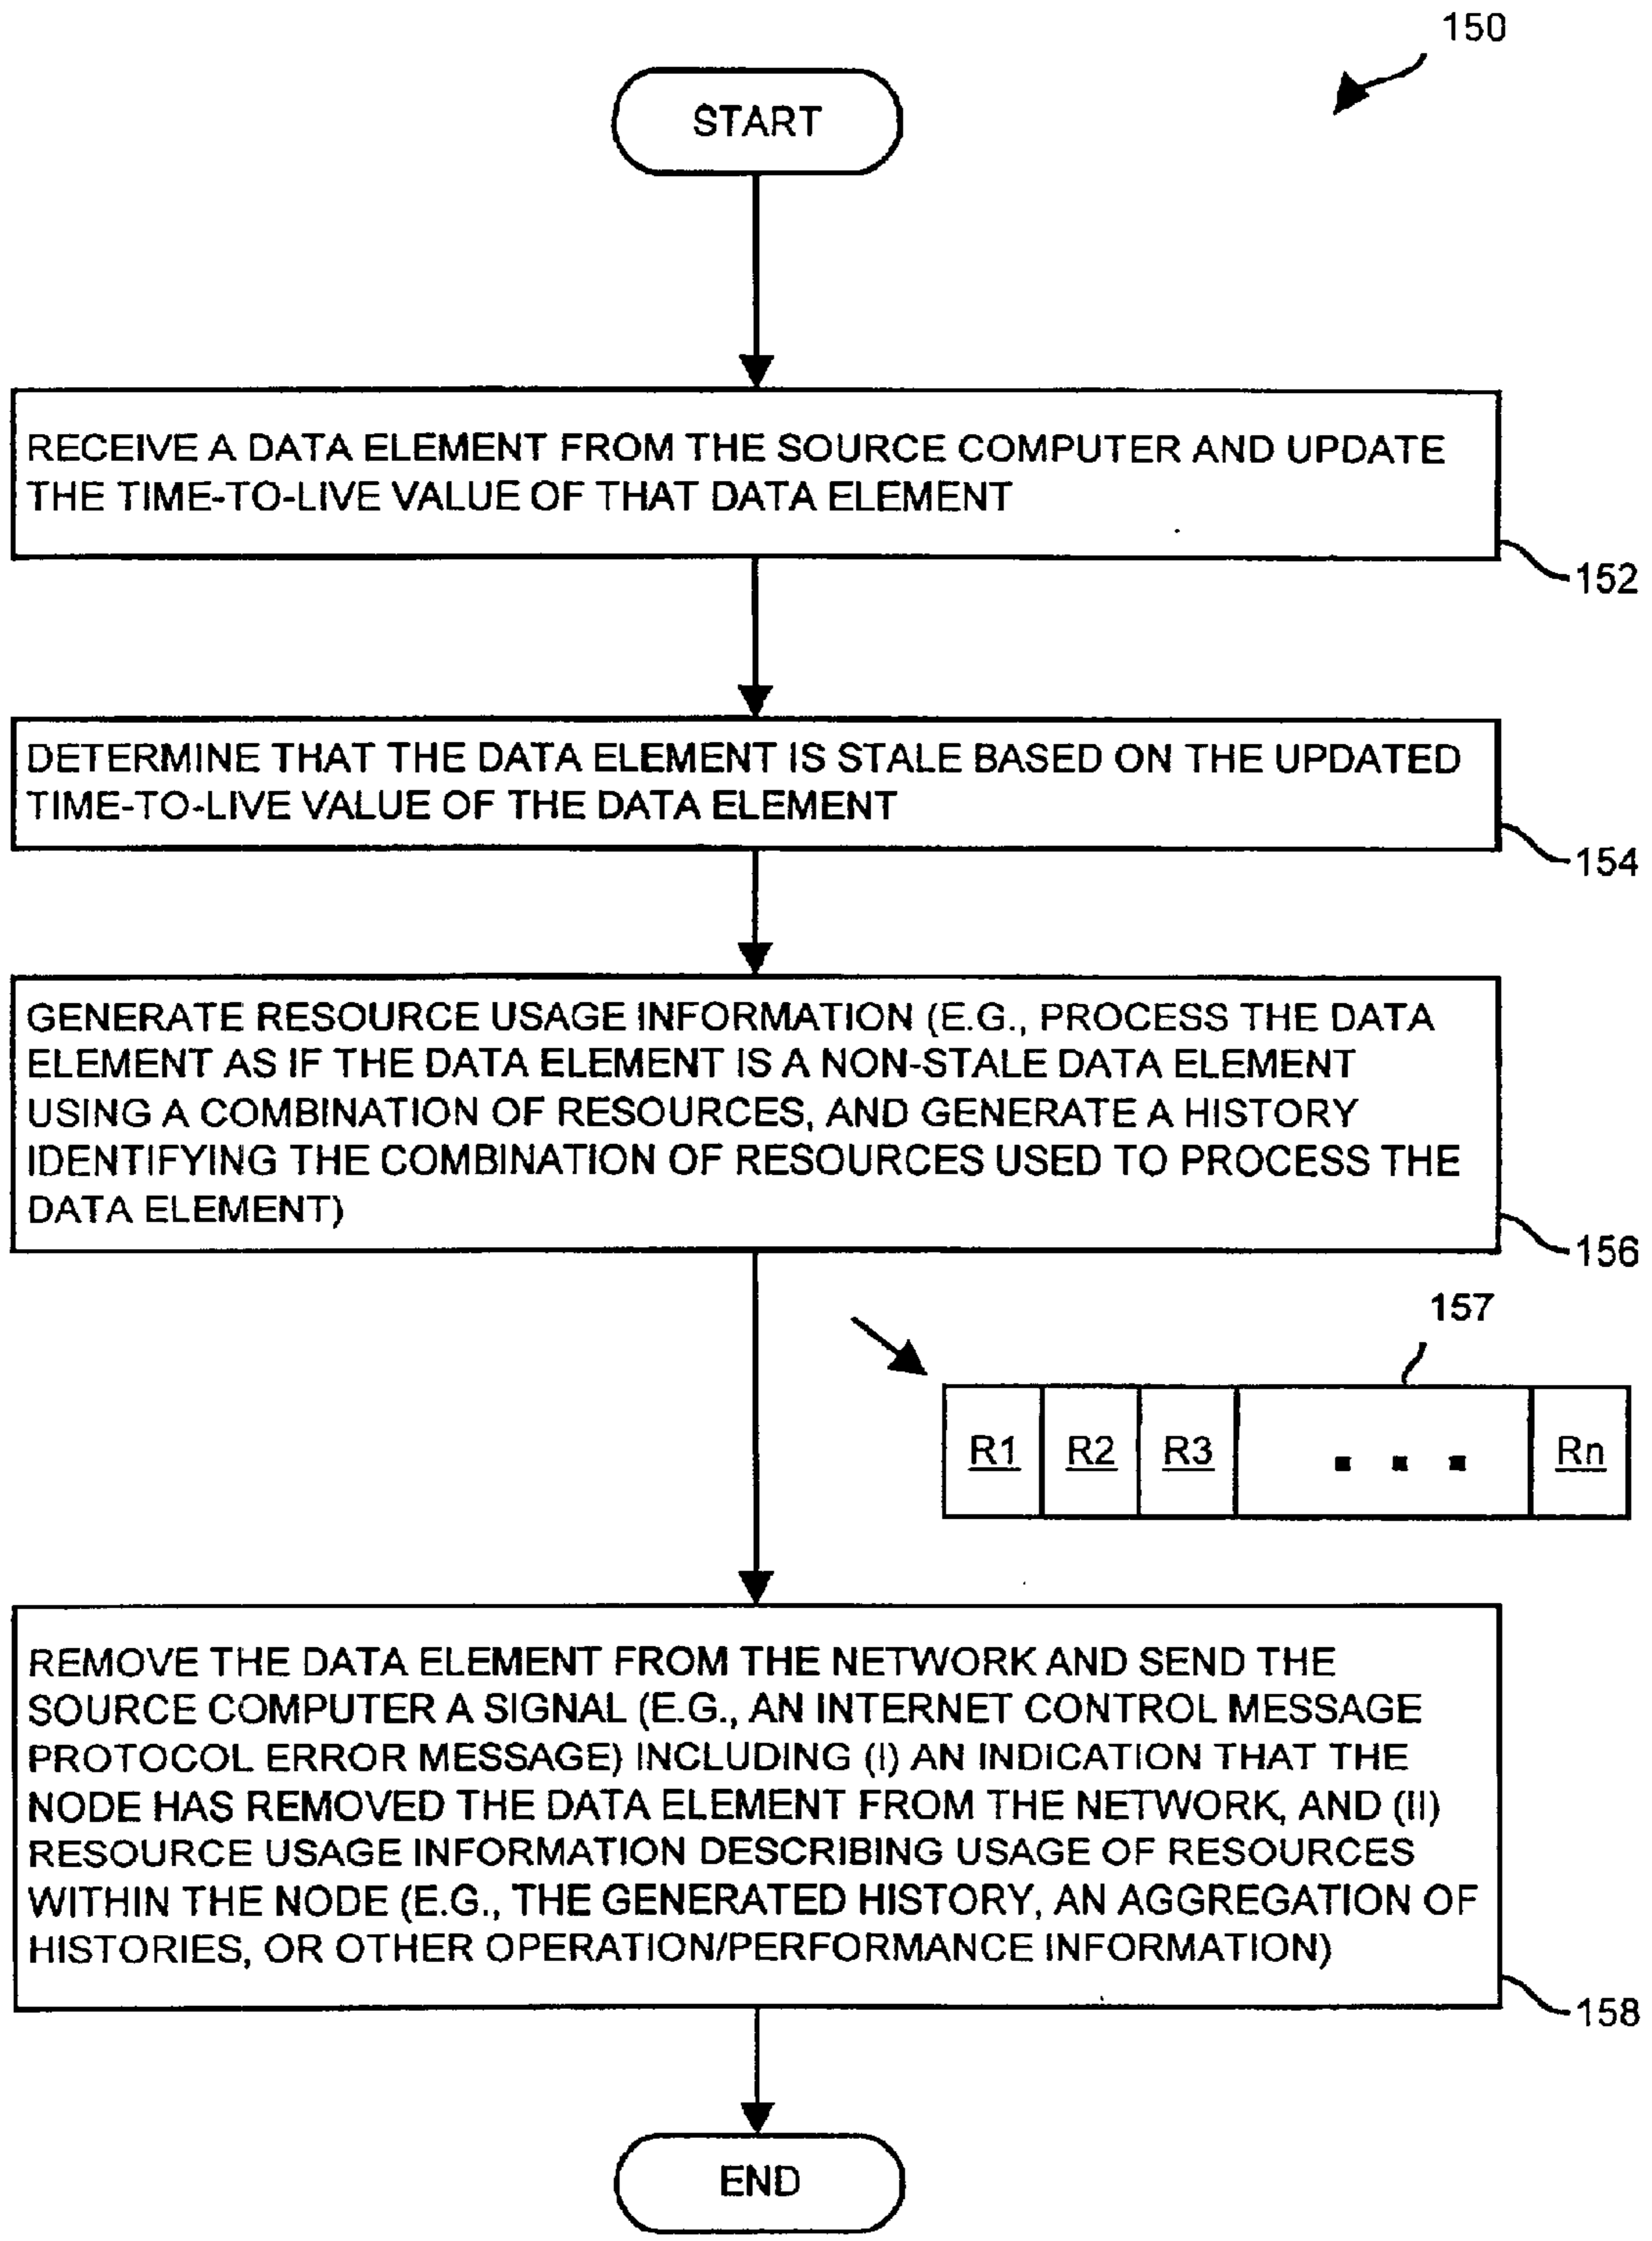 150
START
RECEIVE A DATA ELEMENT FROM THE SOURCE COMPUTER AND UPDATE
THE TIME-TO-LIVE VALUE OF THAT DATA ELEMENT
152
DETERMINE THAT THE DATA ELEMENT IS STALE BASED ON THE UPDATED
TIME-TO-LIVE VALUE OF THE DATA ELEMENT
154
GENERATE RESOURCE USAGE INFORMATION (E.G., PROCESS THE DATA
ELEMENT AS IF THE DATA ELEMENT IS A NON-STALE DATA ELEMENT
USING A COMBINATION OF RESOURCES, AND GENERATE A HISTORY
IDENTIFYING THE COMBINATION OF RESOURCES USED TO PROCESS THE
DATA ELEMENT)
156
157
R1 R2 R3 . . . Rn
REMOVE THE DATA ELEMENT FROM THE NETWORK AND SEND THE
SOURCE COMPUTER A SIGNAL (E.G., AN INTERNET CONTROL MESSAGE
PROTOCOL ERROR MESSAGE) INCLUDING (I) AN INDICATION THAT THE
NODE HAS REMOVED THE DATA ELEMENT FROM THE NETWORK, AND (II)
RESOURCE USAGE INFORMATION DESCRIBING USAGE OF RESOURCES
WITHIN THE NODE (E.G., THE GENERATED HISTORY, AN AGGREGATION OF
HISTORIES, OR OTHER OPERATION/PERFORMANCE INFORMATION)
158
END